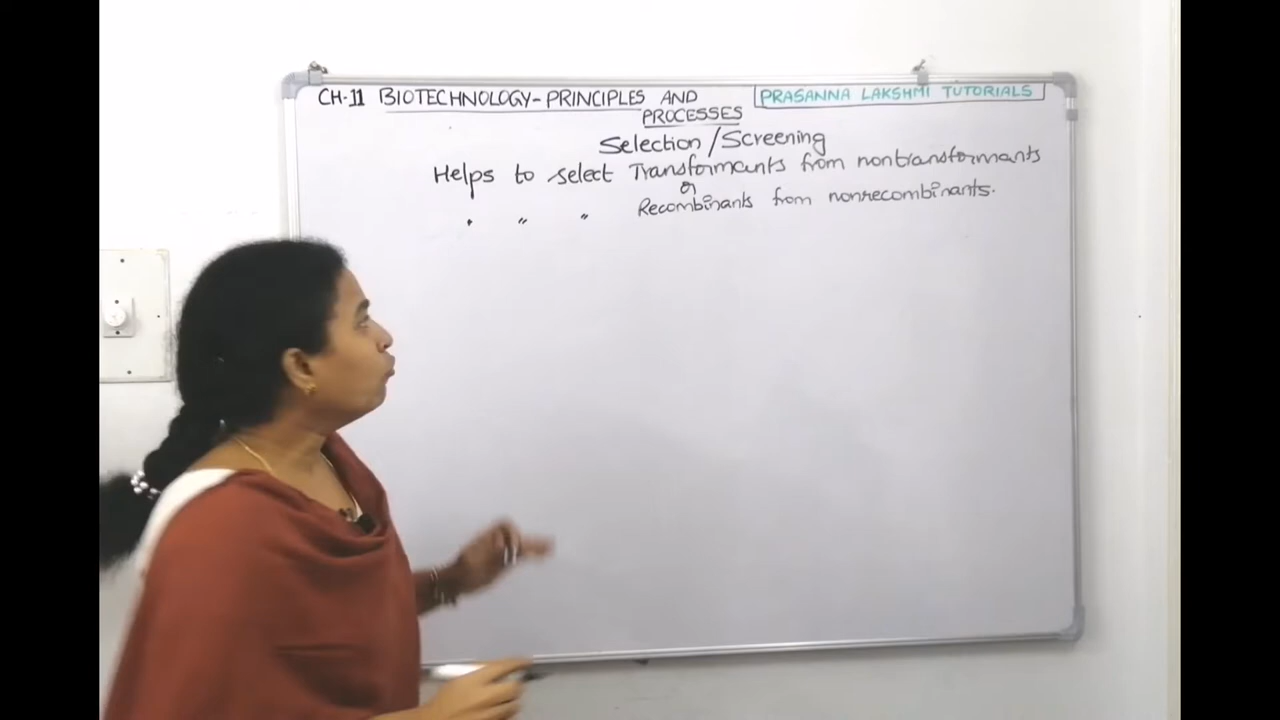 CH-11 BIOTECHNOLOGY-PRINCIPLES AND
PROCESSES
PRASANNA LAKSHMI TUTORIALS
Selection/Screening
Helps to select Transformants from nontransformants
or
" " " Recombinants from nonrecombinants.